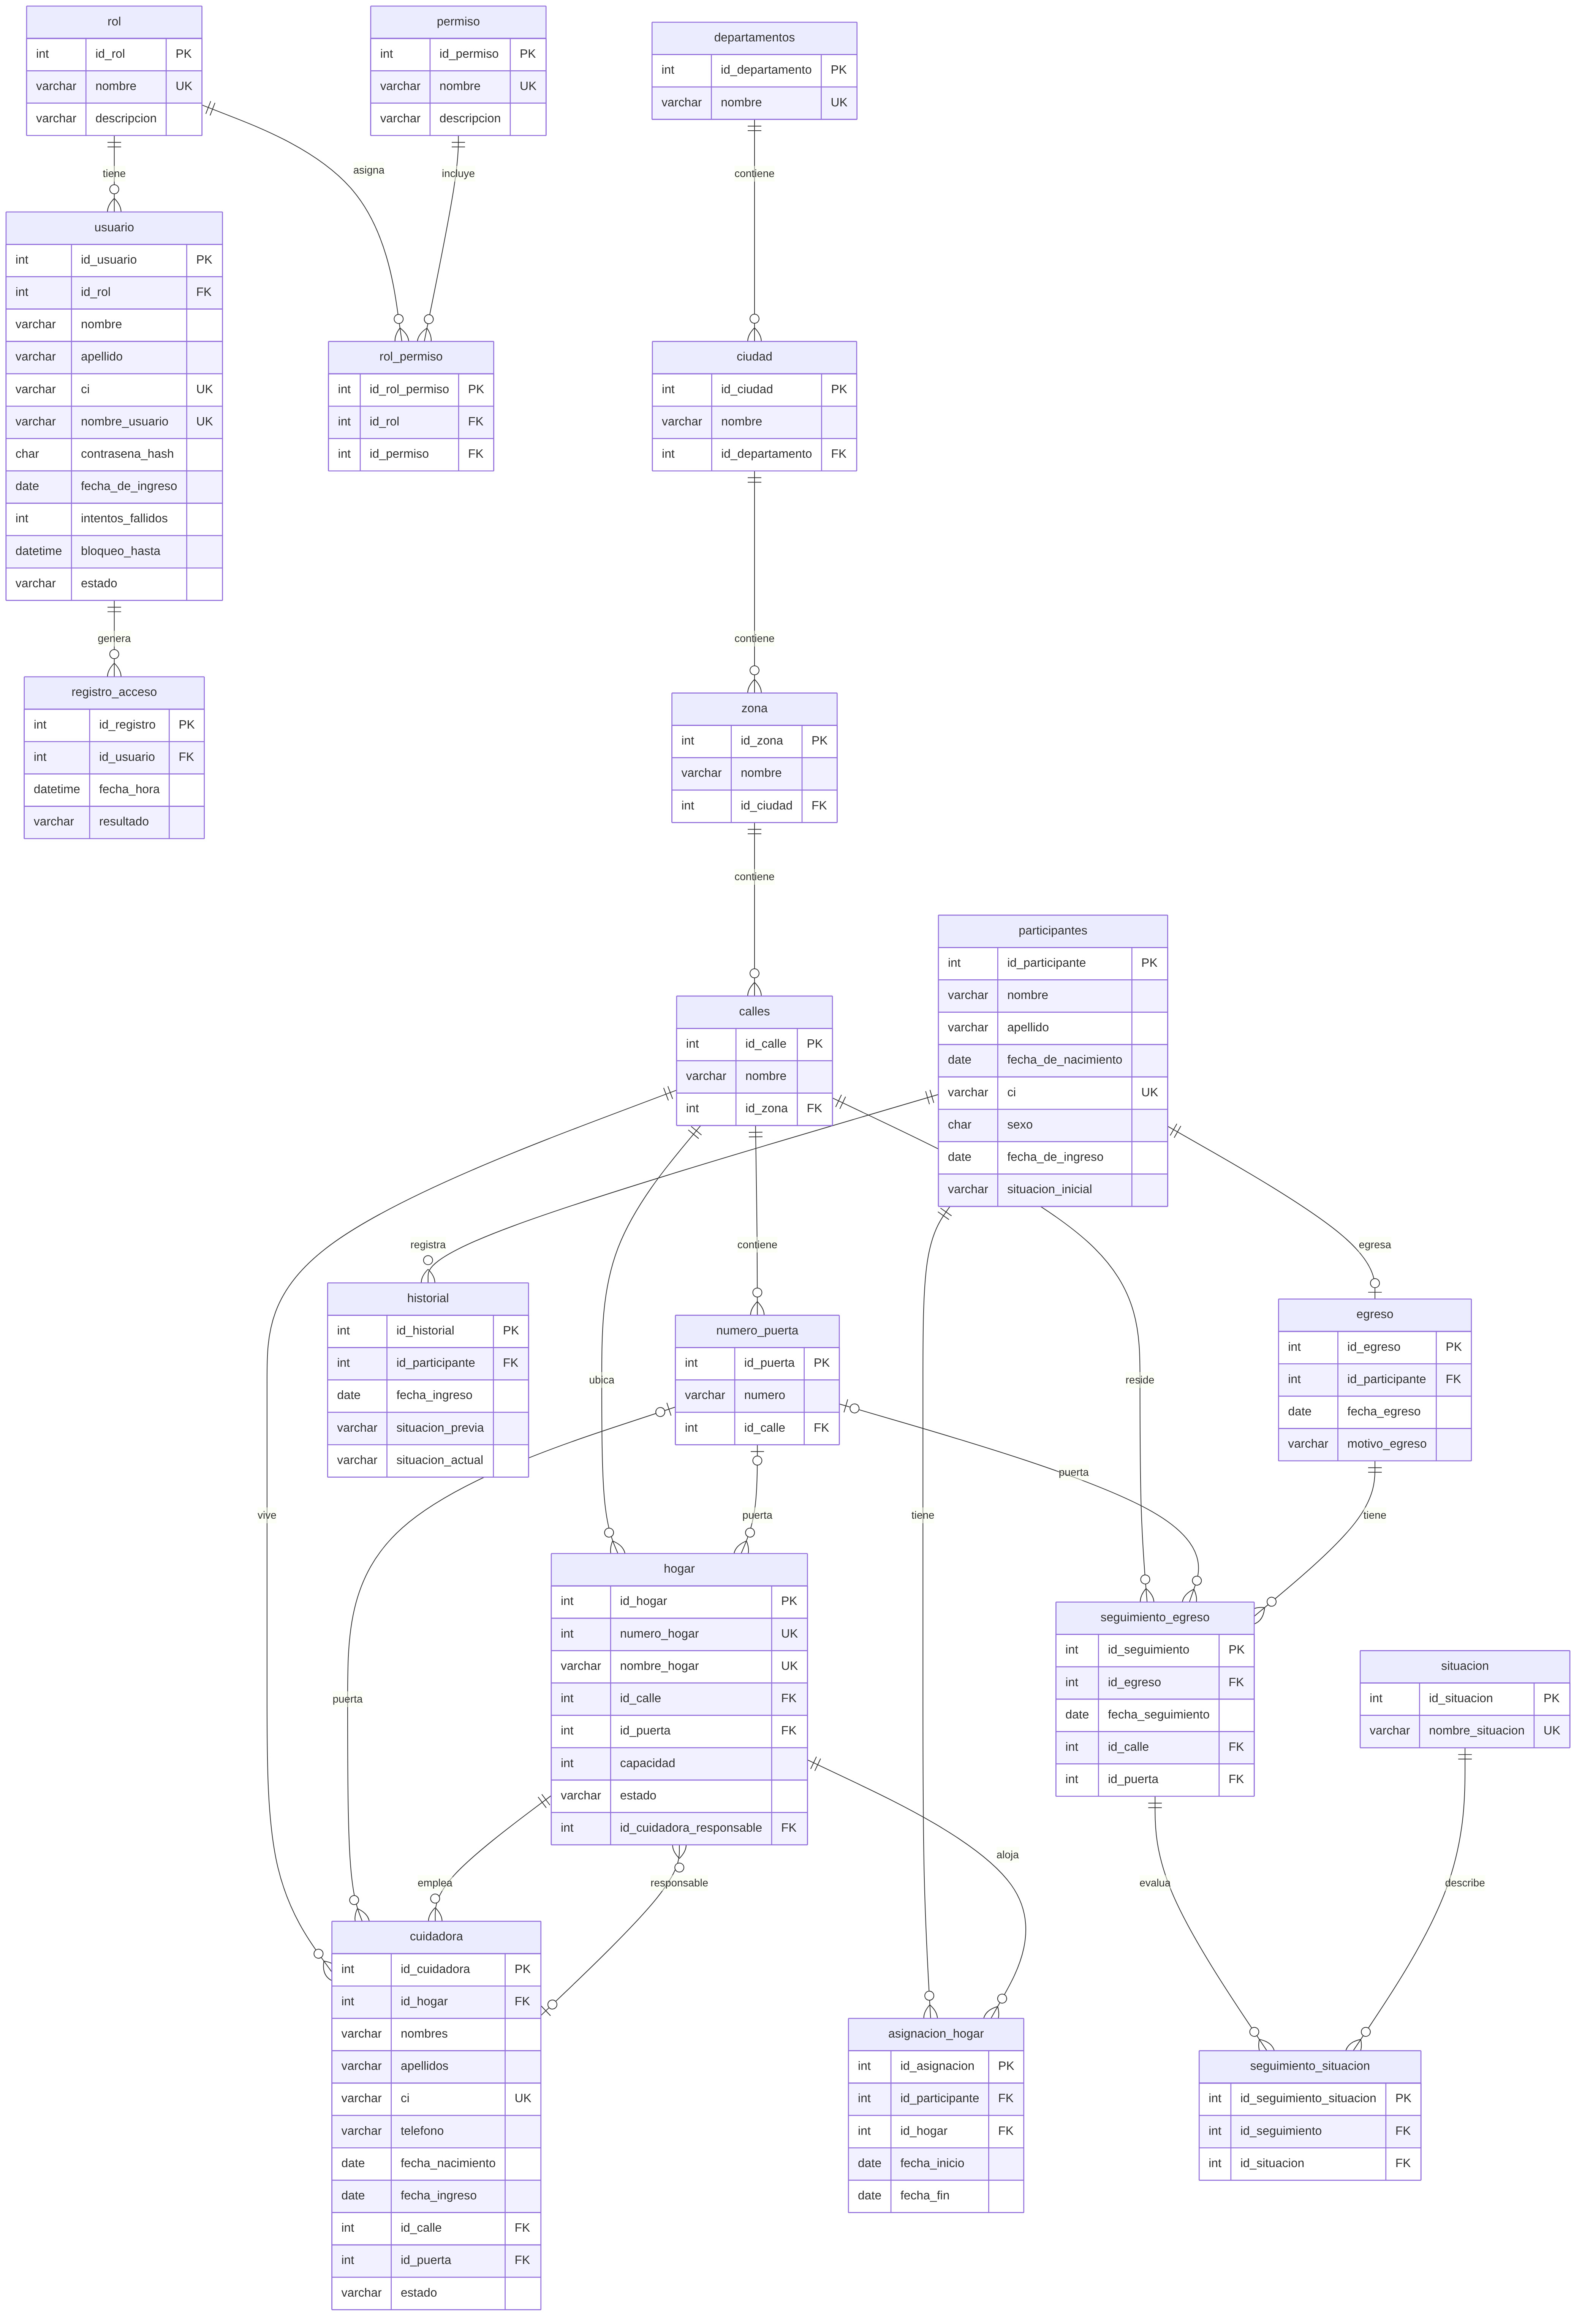 rol
int id_rol PK
varchar nombre UK
varchar descripcion
permiso
int id_permiso PK
varchar nombre UK
varchar descripcion
departamentos
int id_departamento PK
varchar nombre UK
asigna
incluye
contiene
tiene
usuario
int id_usuario PK
int id_rol FK
varchar nombre
varchar apellido
varchar ci UK
varchar nombre_usuario UK
char contrasena_hash
date fecha_de_ingreso
int intentos_fallidos
datetime bloqueo_hasta
varchar estado
rol_permiso
int id_rol_permiso PK
int id_rol FK
int id_permiso FK
ciudad
int id_ciudad PK
varchar nombre
int id_departamento FK
genera
contiene
registro_acceso
int id_registro PK
int id_usuario FK
datetime fecha_hora
varchar resultado
zona
int id_zona PK
varchar nombre
int id_ciudad FK
contiene
participantes
int id_participante PK
varchar nombre
varchar apellido
date fecha_de_nacimiento
varchar ci UK
char sexo
date fecha_de_ingreso
varchar situacion_inicial
calles
int id_calle PK
varchar nombre
int id_zona FK
registra
contiene
egresa
historial
int id_historial PK
int id_participante FK
date fecha_ingreso
varchar situacion_previa
varchar situacion_actual
numero_puerta
int id_puerta PK
varchar numero
int id_calle FK
egreso
int id_egreso PK
int id_participante FK
date fecha_egreso
varchar motivo_egreso
ubica
reside
puerta
vive
puerta
tiene
tiene
hogar
int id_hogar PK
int numero_hogar UK
varchar nombre_hogar UK
int id_calle FK
int id_puerta FK
int capacidad
varchar estado
int id_cuidadora_responsable FK
seguimiento_egreso
int id_seguimiento PK
int id_egreso FK
date fecha_seguimiento
int id_calle FK
int id_puerta FK
situacion
int id_situacion PK
varchar nombre_situacion UK
puerta
aloja
emplea
responsable
evalua
describe
cuidadora
int id_cuidadora PK
int id_hogar FK
varchar nombres
varchar apellidos
varchar ci UK
varchar telefono
date fecha_nacimiento
date fecha_ingreso
int id_calle FK
int id_puerta FK
varchar estado
asignacion_hogar
int id_asignacion PK
int id_participante FK
int id_hogar FK
date fecha_inicio
date fecha_fin
seguimiento_situacion
int id_seguimiento_situacion PK
int id_seguimiento FK
int id_situacion FK